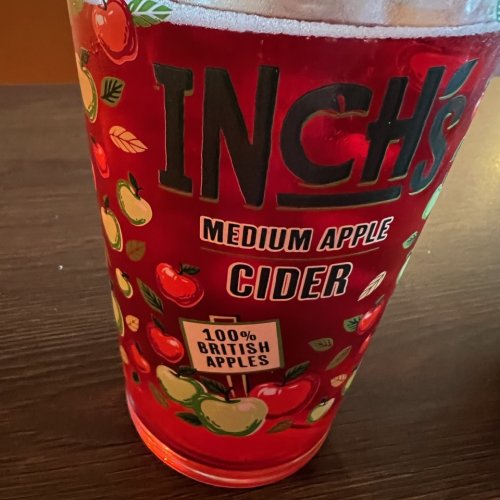 INCH's
MEDIUM APPLE
CIDER
100%
BRITISH
APPLES